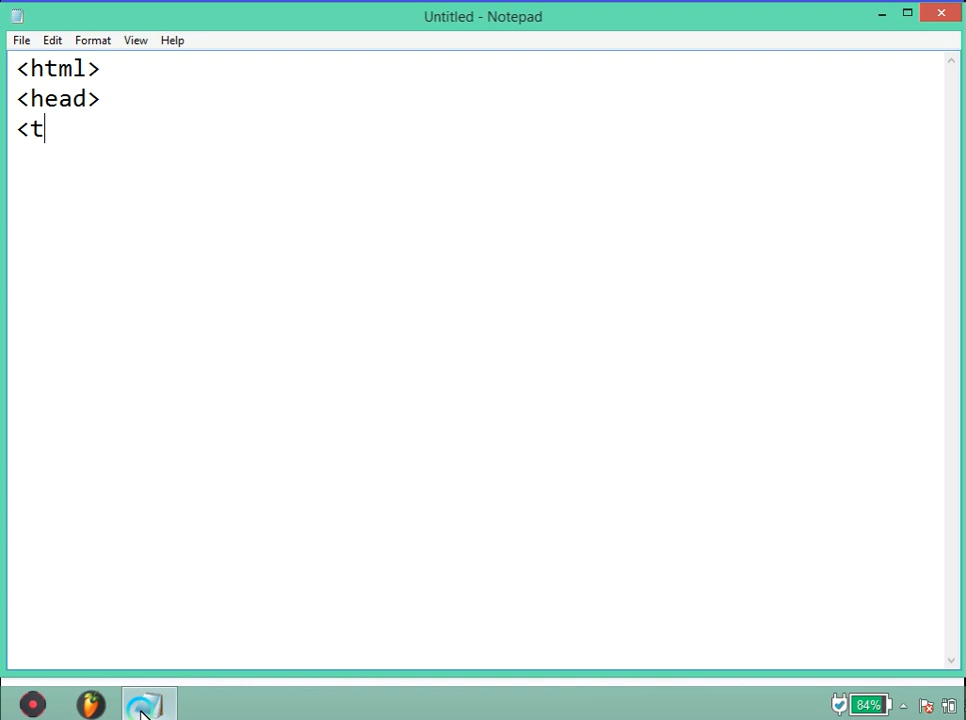 Untitled - Notepad
File Edit Format View Help
<html>
<head>
<t
84%